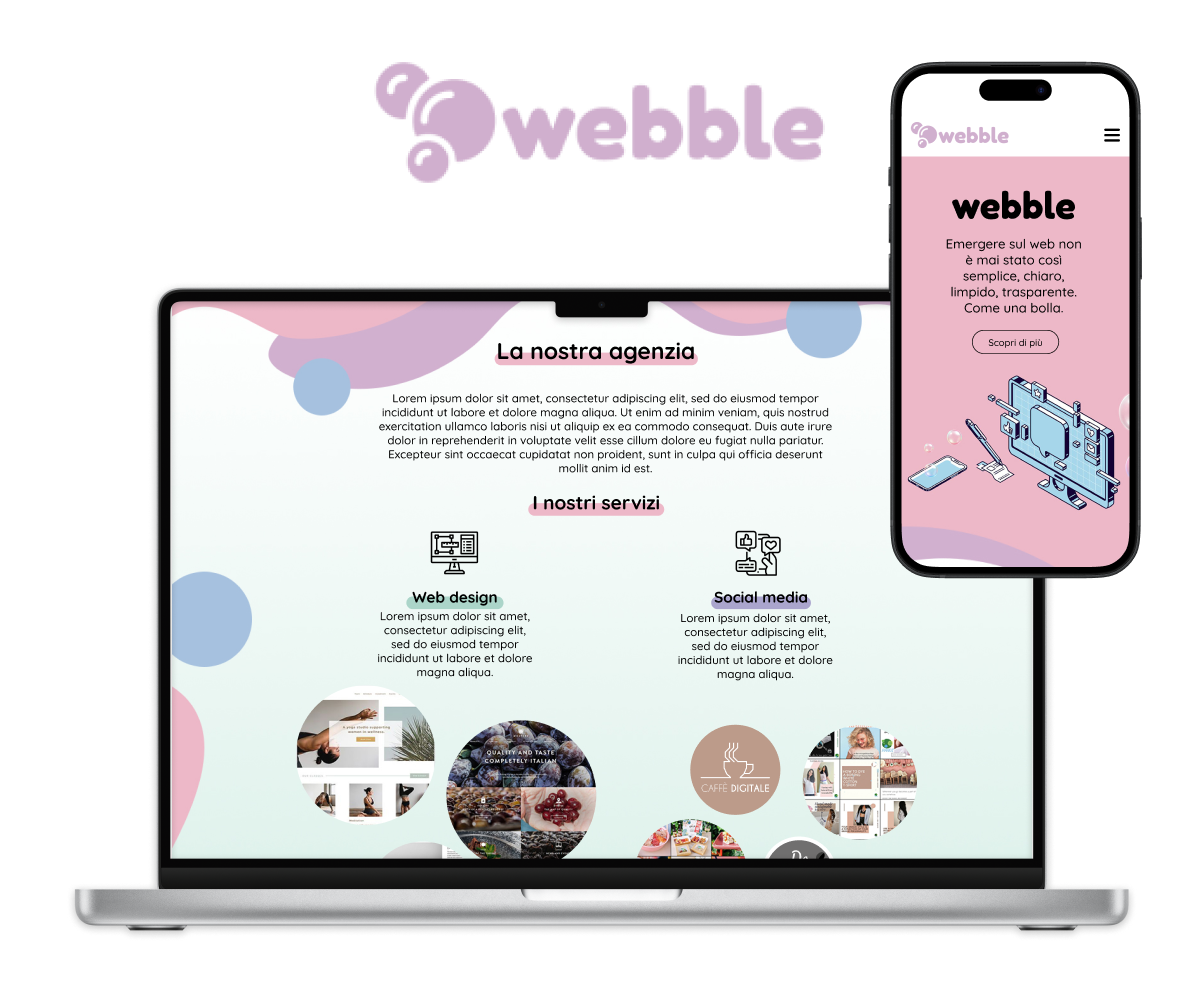 webble
webble
webble
Emergere sul web non
è mai stato così
semplice, chiaro,
limpido, trasparente.
Come una bolla.
Scopri di più
La nostra agenzia
Lorem ipsum dolor sit amet, consectetur adipiscing elit, sed do eiusmod tempor
incididunt ut labore et dolore magna aliqua. Ut enim ad minim veniam, quis nostrud
exercitation ullamco laboris nisi ut aliquip ex ea commodo consequat. Duis aute irure
dolor in reprehenderit in voluptate velit esse cillum dolore eu fugiat nulla pariatur.
Excepteur sint occaecat cupidatat non proident, sunt in culpa qui officia deserunt
mollit anim id est.
I nostri servizi
Web design
Lorem ipsum dolor sit amet,
consectetur adipiscing elit,
sed do eiusmod tempor
incididunt ut labore et dolore
magna aliqua.
Social media
Lorem ipsum dolor sit amet,
consectetur adipiscing elit,
sed do eiusmod tempor
incididunt ut labore et dolore
magna aliqua.
A yoga studio supporting
women in wellness.
QUALITY AND TASTE
COMPLETELY ITALIAN
CAFFÈ DIGITALE